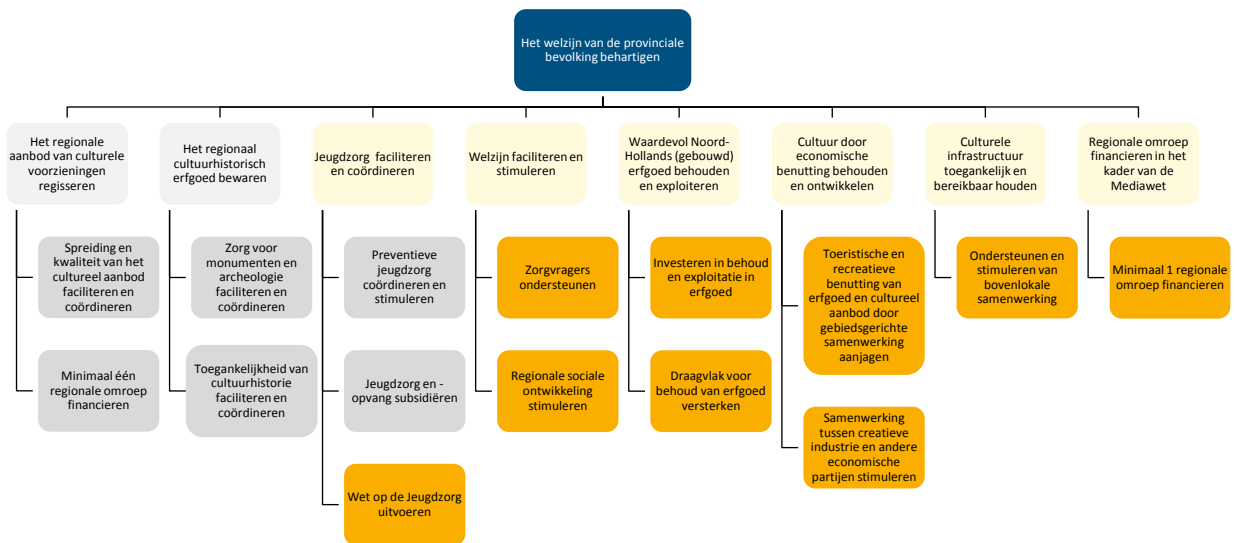 Het welzijn van de provinciale
bevolking behartigen
Het regionale
aanbod van culturele
voorzieningen
regisseren
Het regionaal
cultuurhistorisch
erfgoed bewaren
Jeugdzorg faciliteren
en coördineren
Welzijn faciliteren en
stimuleren
Waardevol Noord-
Hollands (gebouwd)
erfgoed behouden
en exploiteren
Cultuur door
economische
benutting behouden
en ontwikkelen
Culturele
infrastructuur
toegankelijk en
bereikbaar houden
Regionale omroep
financieren in het
kader van de
Mediawet
Spreiding en
kwaliteit van het
cultureel aanbod
faciliteren en
coördineren
Zorg voor
monumenten en
archeologie
faciliteren en
coördineren
Preventieve
jeugdzorg
coördineren en
stimuleren
Zorgvragers
ondersteunen
Investeren in behoud
en exploitatie in
erfgoed
Toeristische en
recreatieve
benutting van
erfgoed en cultureel
aanbod door
gebiedsgerichte
samenwerking
aanjagen
Ondersteunen en
stimuleren van
bovenlokale
samenwerking
Minimaal 1 regionale
omroep financieren
Minimaal één
regionale omroep
financieren
Toegankelijkheid van
cultuurhistorie
faciliteren en
coördineren
Jeugdzorg en -
opvang subsidiëren
Regionale sociale
ontwikkeling
stimuleren
Draagvlak voor
behoud van erfgoed
versterken
Samenwerking
tussen creatieve
industrie en andere
economische
partijen stimuleren
Wet op de Jeugdzorg
uitvoeren